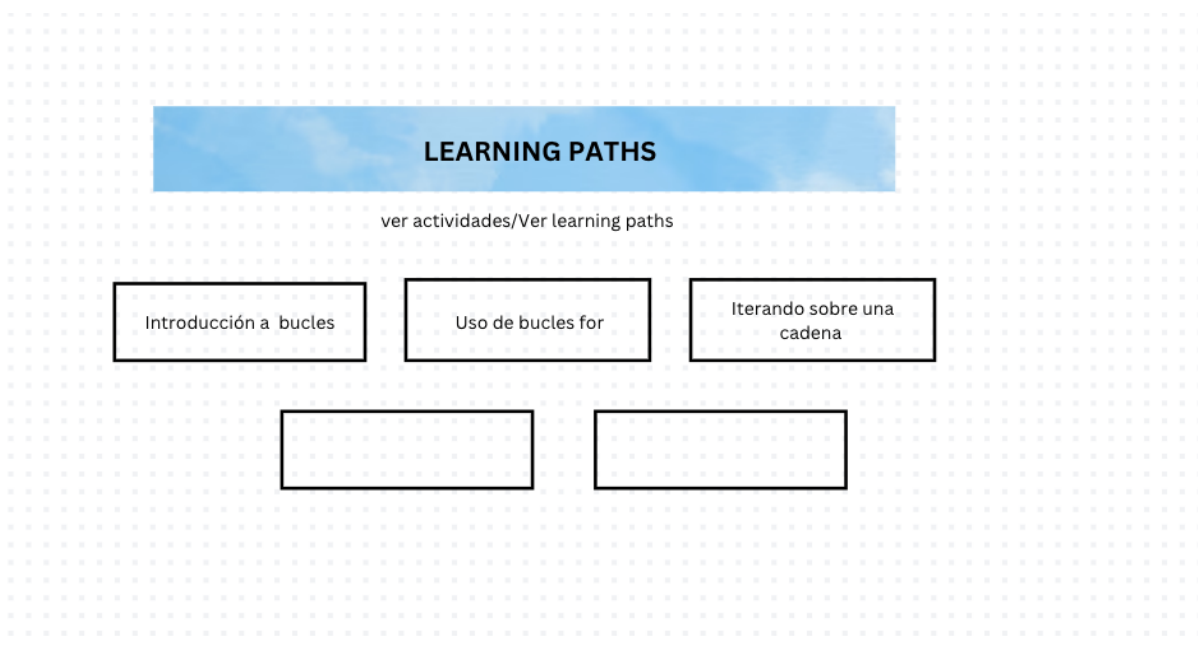 LEARNING PATHS
ver actividades/Ver learning paths
Introducción a  bucles
Uso de bucles for
Iterando sobre una
cadena